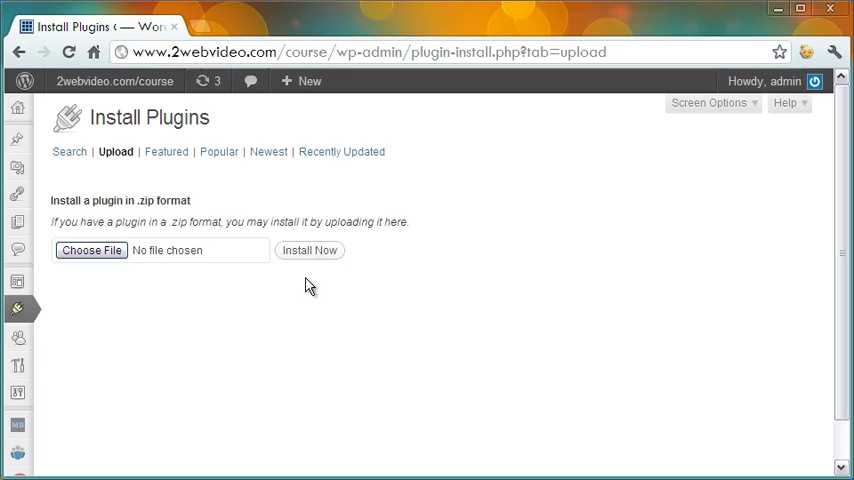 Install Plugins ‹ — Wor
www.2webvideo.com/course/wp-admin/plugin-install.php?tab=upload
2webvideo.com/course 3 New Howdy, admin
Screen Options Help
Install Plugins
Search | Upload | Featured | Popular | Newest | Recently Updated
Install a plugin in .zip format
If you have a plugin in a .zip format, you may install it by uploading it here.
Choose File No file chosen Install Now